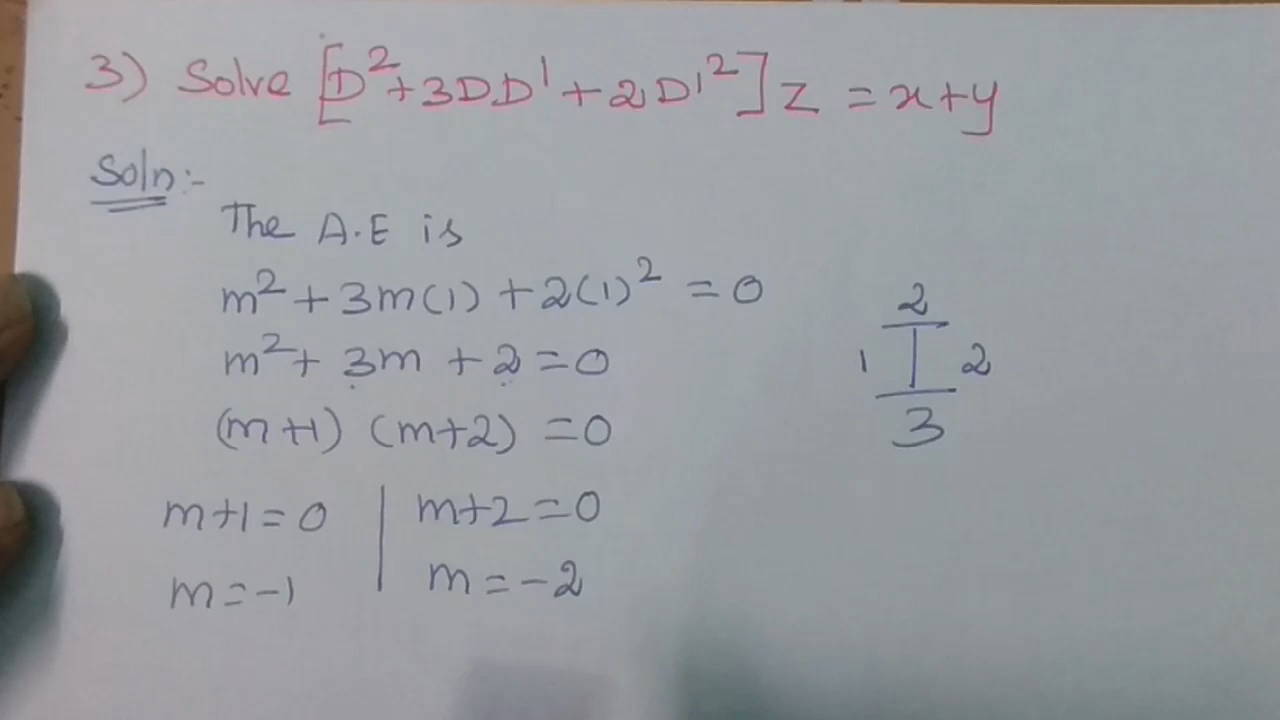 3) Solve [D²+3DD'+2D'²]z = x+y
Soln:-
The A.E is
m²+3m(1)+2(1)² = 0
m²+3m+2=0
(m+1) (m+2) =0
m+1=0 | m+2=0
m=-1 | m=-2
2
1 2
3